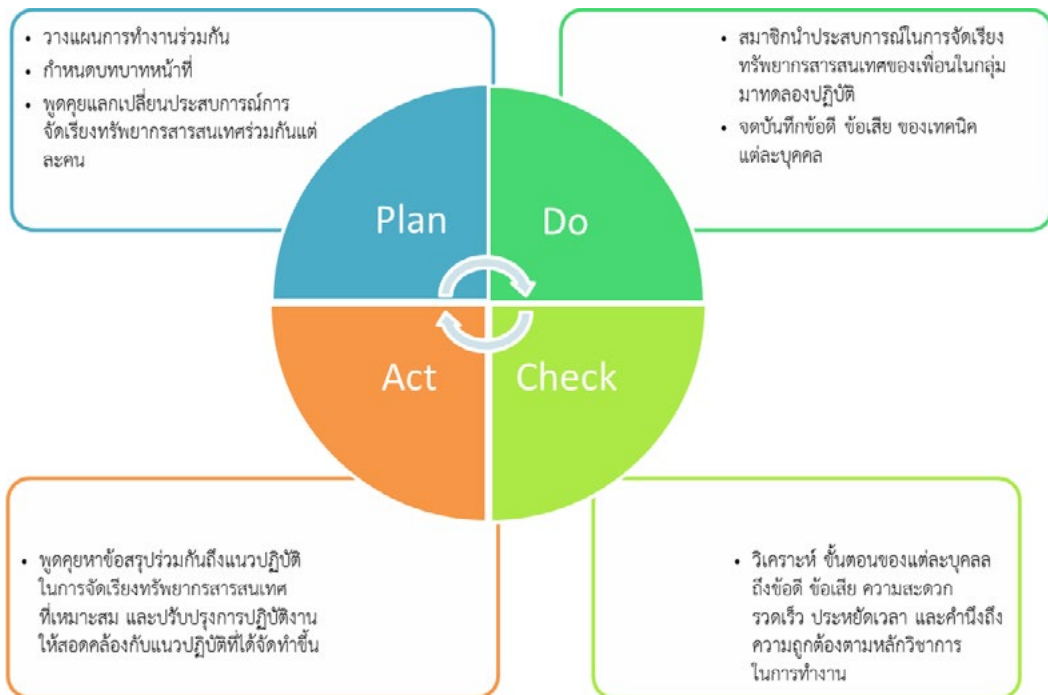 • วางแผนการทำงานร่วมกัน
• กำหนดบทบาทหน้าที่
• พูดคุยแลกเปลี่ยนประสบการณ์การ
จัดเรียงทรัพยากรสารสนเทศร่วมกันแต่
ละคน
• สมาชิกนำประสบการณ์ในการจัดเรียง
ทรัพยากรสารสนเทศของเพื่อนในกลุ่ม
มาทดลองปฏิบัติ
• จดบันทึกข้อดี ข้อเสีย ของเทคนิค
แต่ละบุคคล
Plan
Do
Act
Check
• พูดคุยหาข้อสรุปร่วมกันถึงแนวปฏิบัติ
ในการจัดเรียงทรัพยากรสารสนเทศ
ที่เหมาะสม และปรับปรุงการปฏิบัติงาน
ให้สอดคล้องกับแนวปฏิบัติที่ได้จัดทำขึ้น
• วิเคราะห์ ขั้นตอนของแต่ละบุคลล
ถึงข้อดี ข้อเสีย ความสะดวก
รวดเร็ว ประหยัดเวลา และคำนึงถึง
ความถูกต้องตามหลักวิชาการ
ในการทำงาน